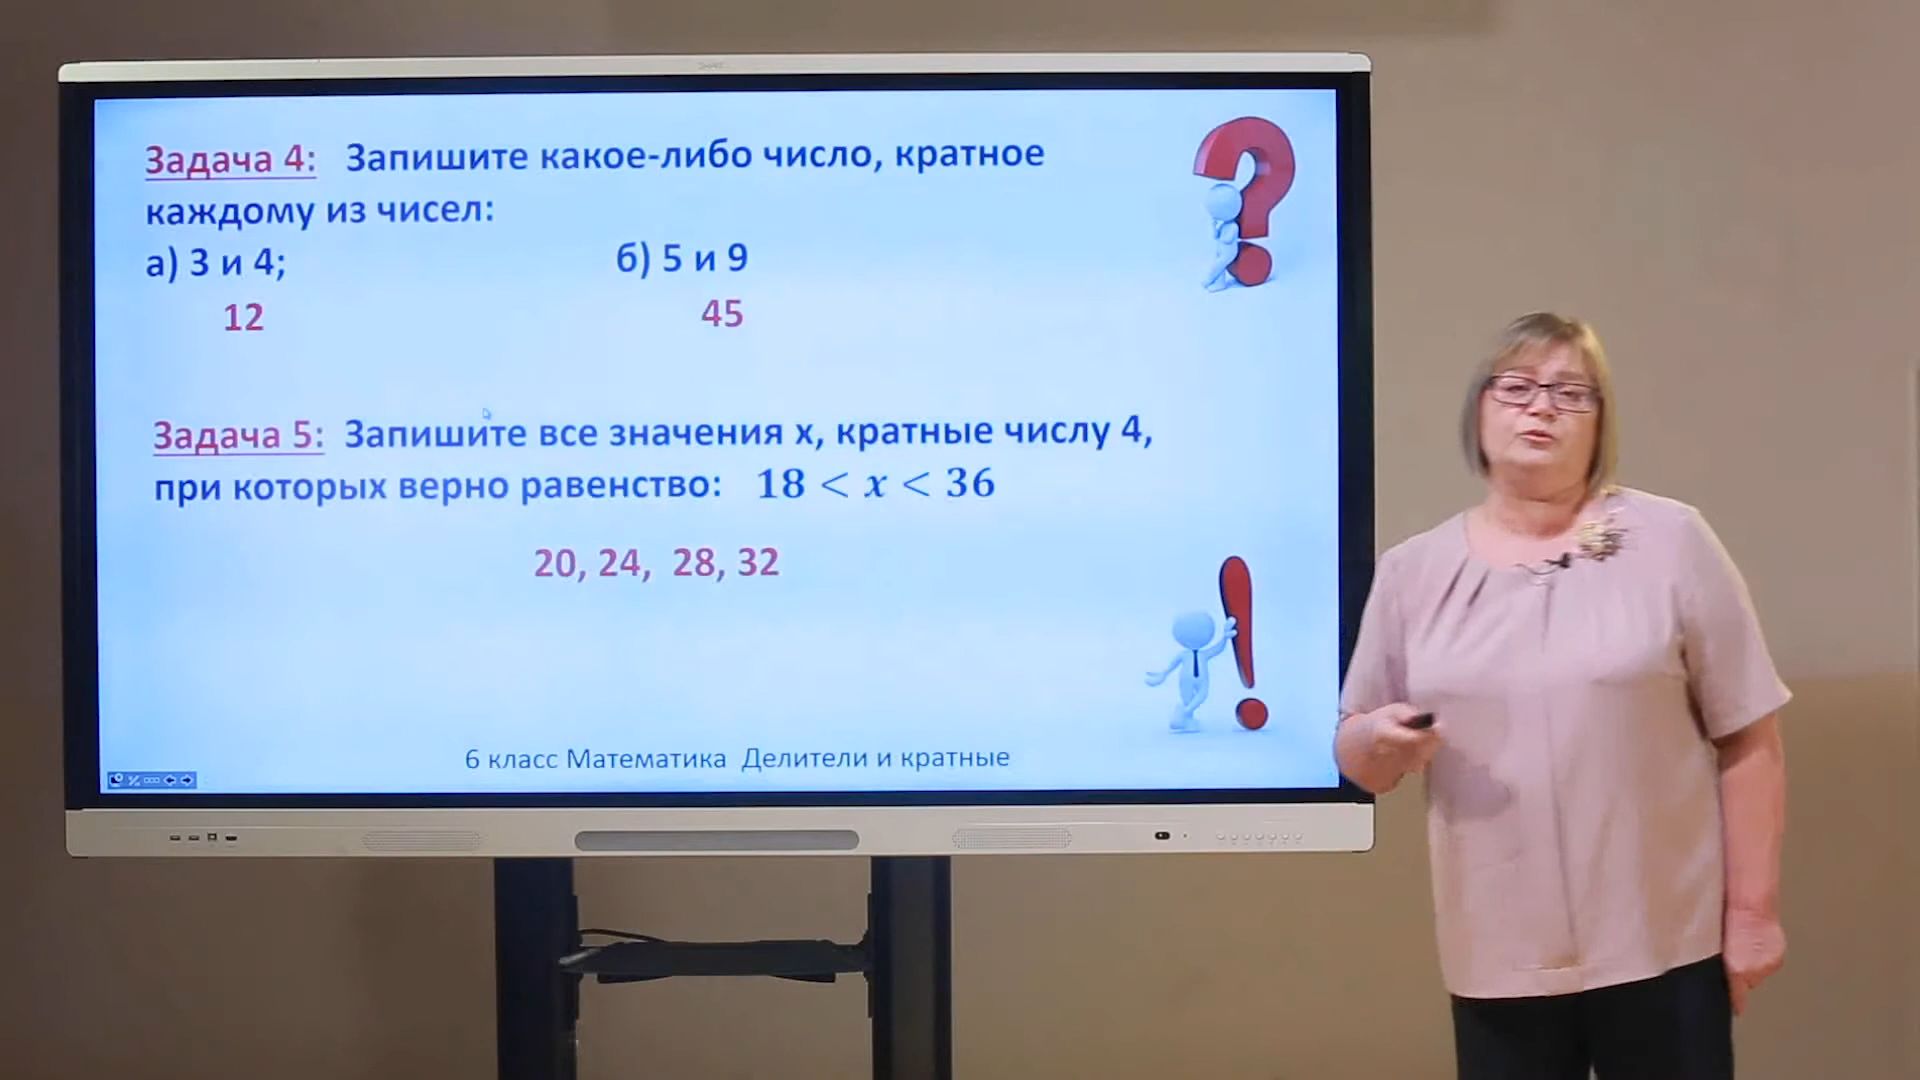 Задача 4: Запишите какое-либо число, кратное
каждому из чисел:
а) 3 и 4; б) 5 и 9
12 45
Задача 5: Запишите все значения х, кратные числу 4,
при которых верно равенство: 18 < x < 36
20, 24, 28, 32
6 класс Математика Делители и кратные